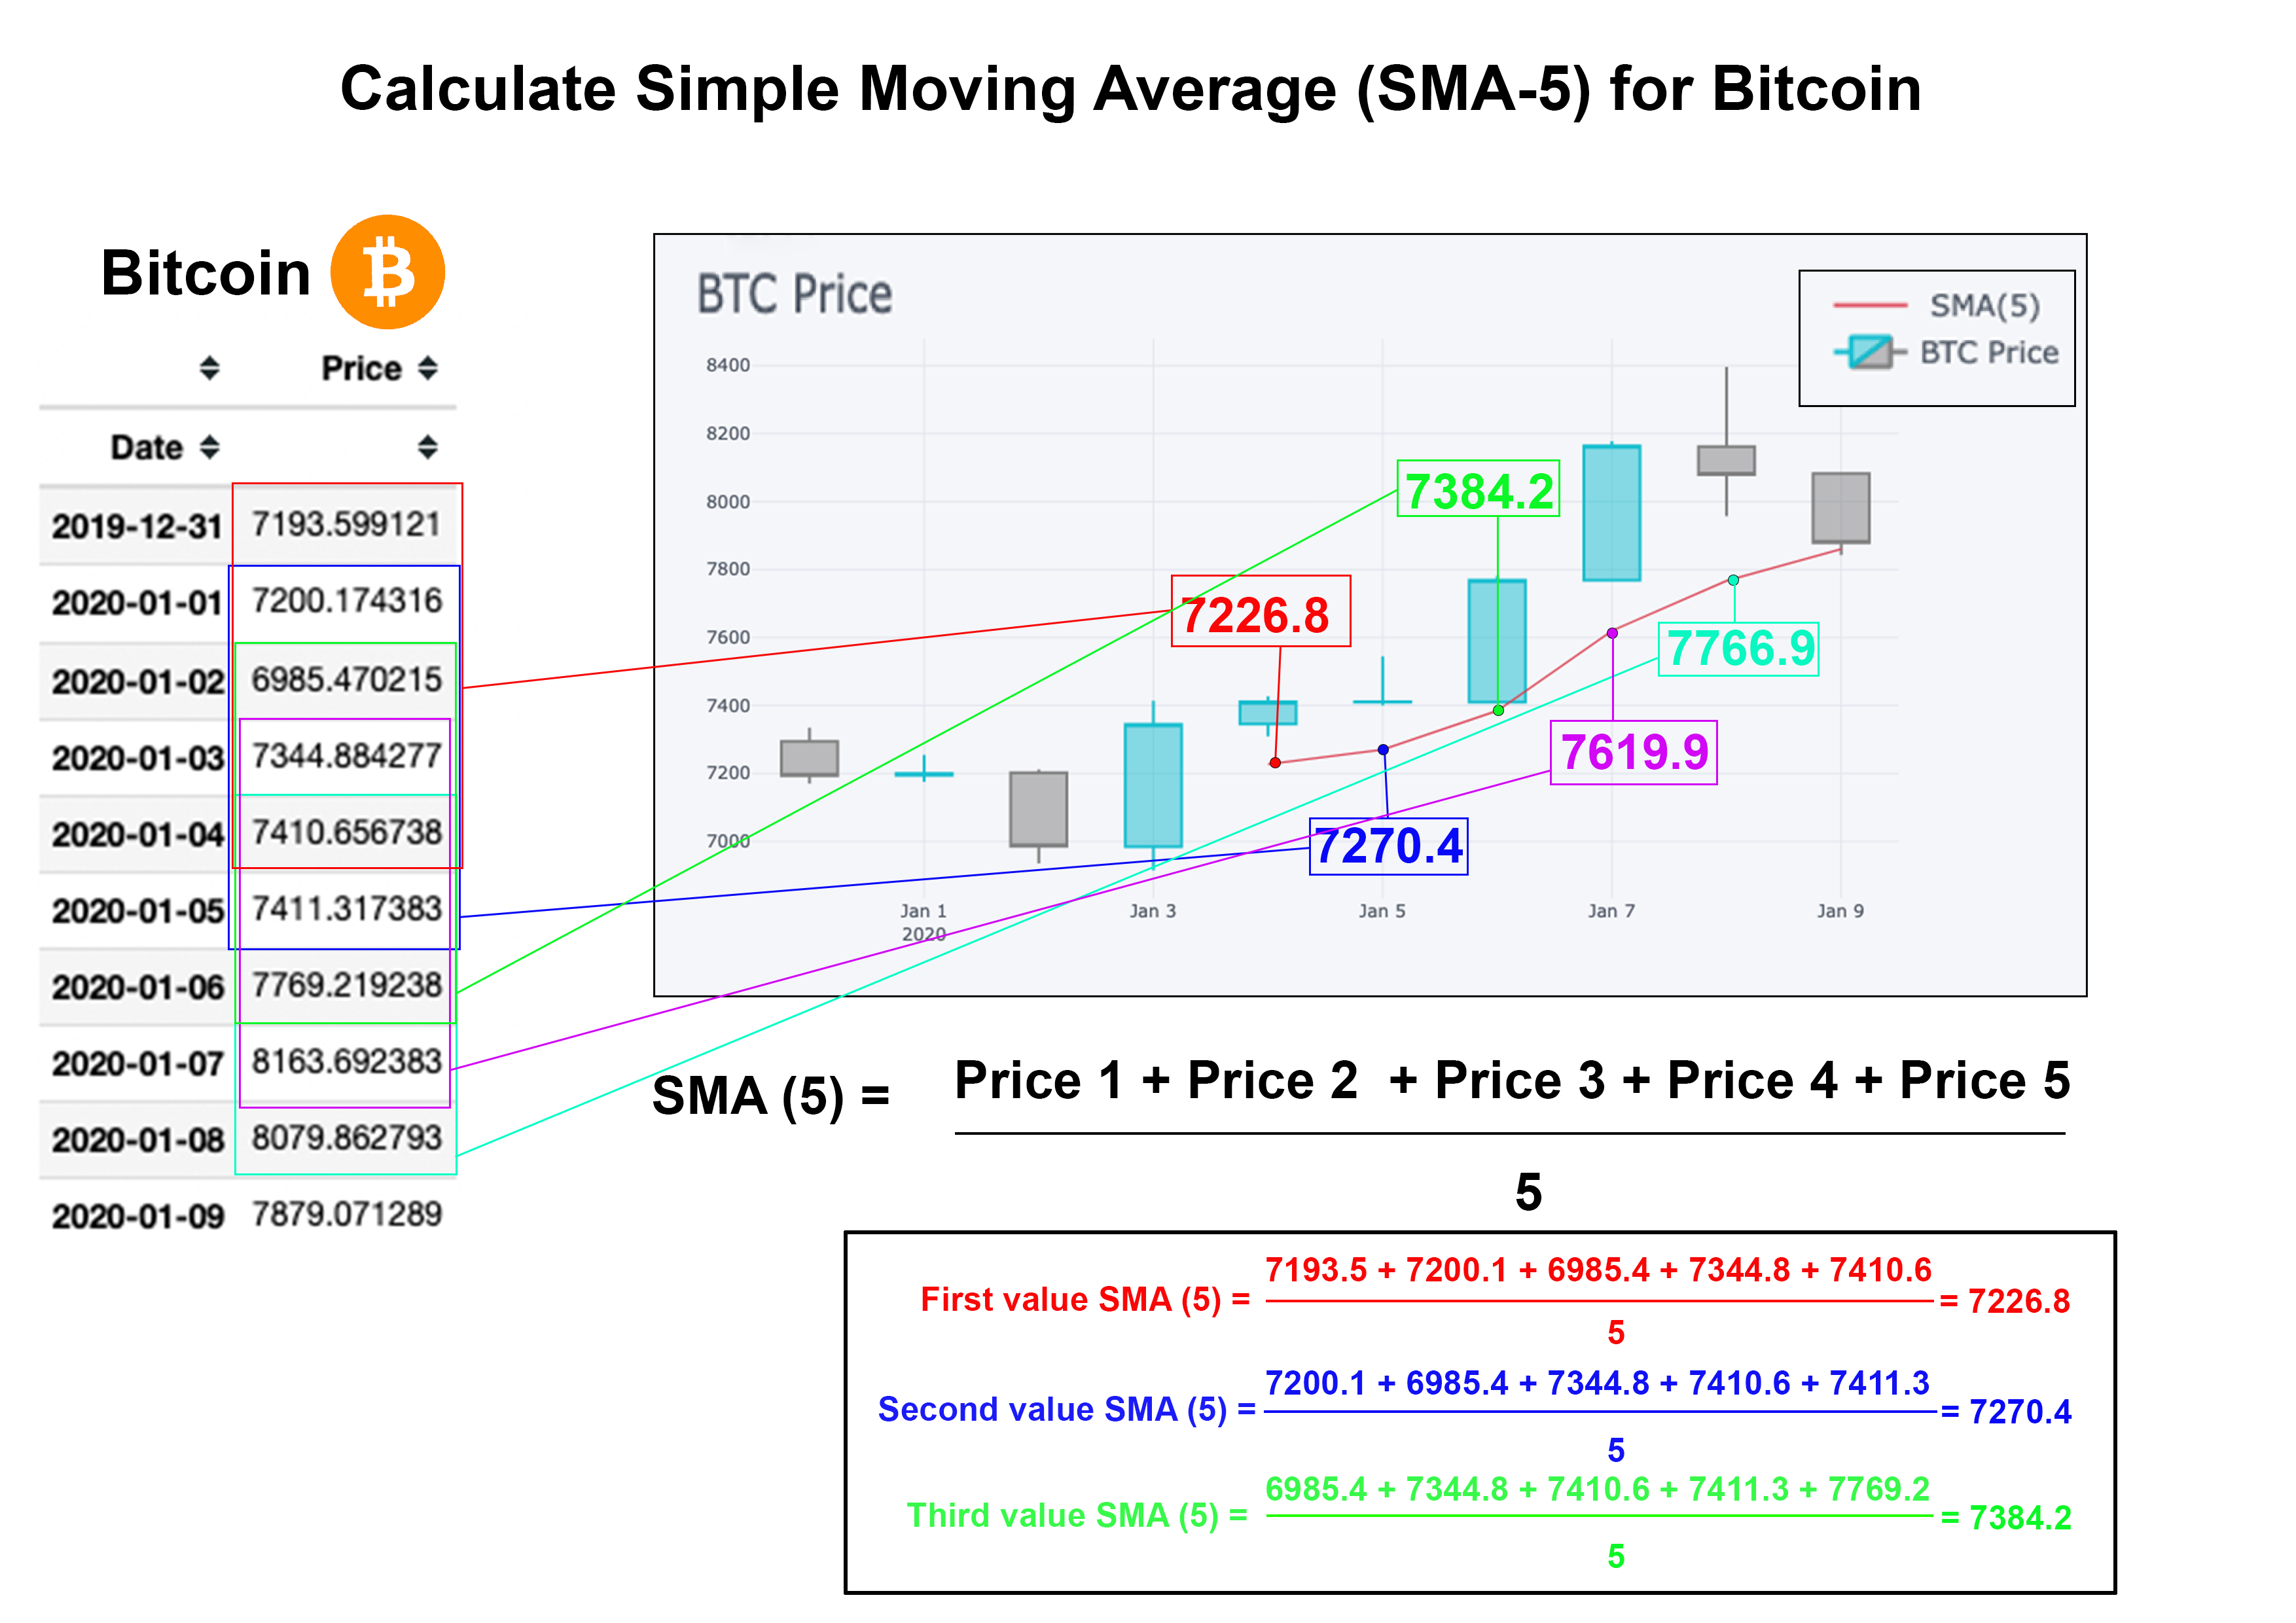 Calculate Simple Moving Average (SMA-5) for Bitcoin
Bitcoin
Price
Date
2019-12-31 7193.599121
2020-01-01 7200.174316
2020-01-02 6985.470215
2020-01-03 7344.884277
2020-01-04 7410.656738
2020-01-05 7411.317383
2020-01-06 7769.219238
2020-01-07 8163.692383
2020-01-08 8079.862793
2020-01-09 7879.071289
BTC Price
SMA(5)
BTC Price
8400
8200
8000
7800
7600
7400
7200
7000
7384.2
7226.8
7766.9
7619.9
7270.4
Jan 1 Jan 3 Jan 5 Jan 7 Jan 9
2020
SMA (5) =
Price 1 + Price 2 + Price 3 + Price 4 + Price 5
5
7193.5 + 7200.1 + 6985.4 + 7344.8 + 7410.6
First value SMA (5) = = 7226.8
5
7200.1 + 6985.4 + 7344.8 + 7410.6 + 7411.3
Second value SMA (5) = = 7270.4
5
6985.4 + 7344.8 + 7410.6 + 7411.3 + 7769.2
Third value SMA (5) = = 7384.2
5